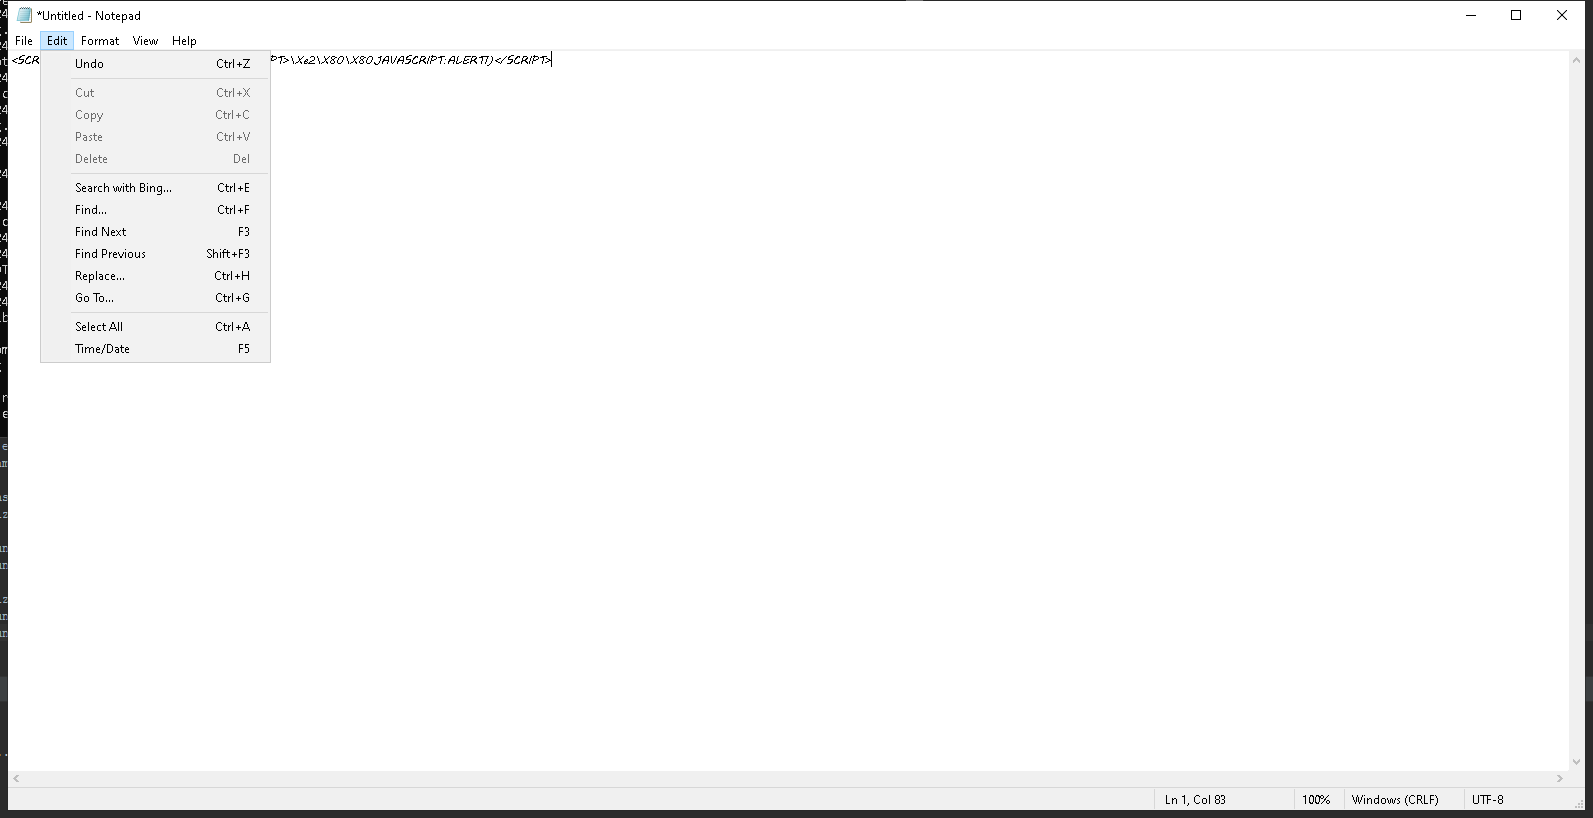 *Untitled - Notepad
File Edit Format View Help
<SCR PT>\Xe2\X80\X80JAVASCRIPT:ALERT1)</SCRIPT>
Undo Ctrl+Z
Cut Ctrl+X
Copy Ctrl+C
Paste Ctrl+V
Delete Del
Search with Bing... Ctrl+E
Find... Ctrl+F
Find Next F3
Find Previous Shift+F3
Replace... Ctrl+H
Go To... Ctrl+G
Select All Ctrl+A
Time/Date F5
Ln 1, Col 83 100% Windows (CRLF) UTF-8